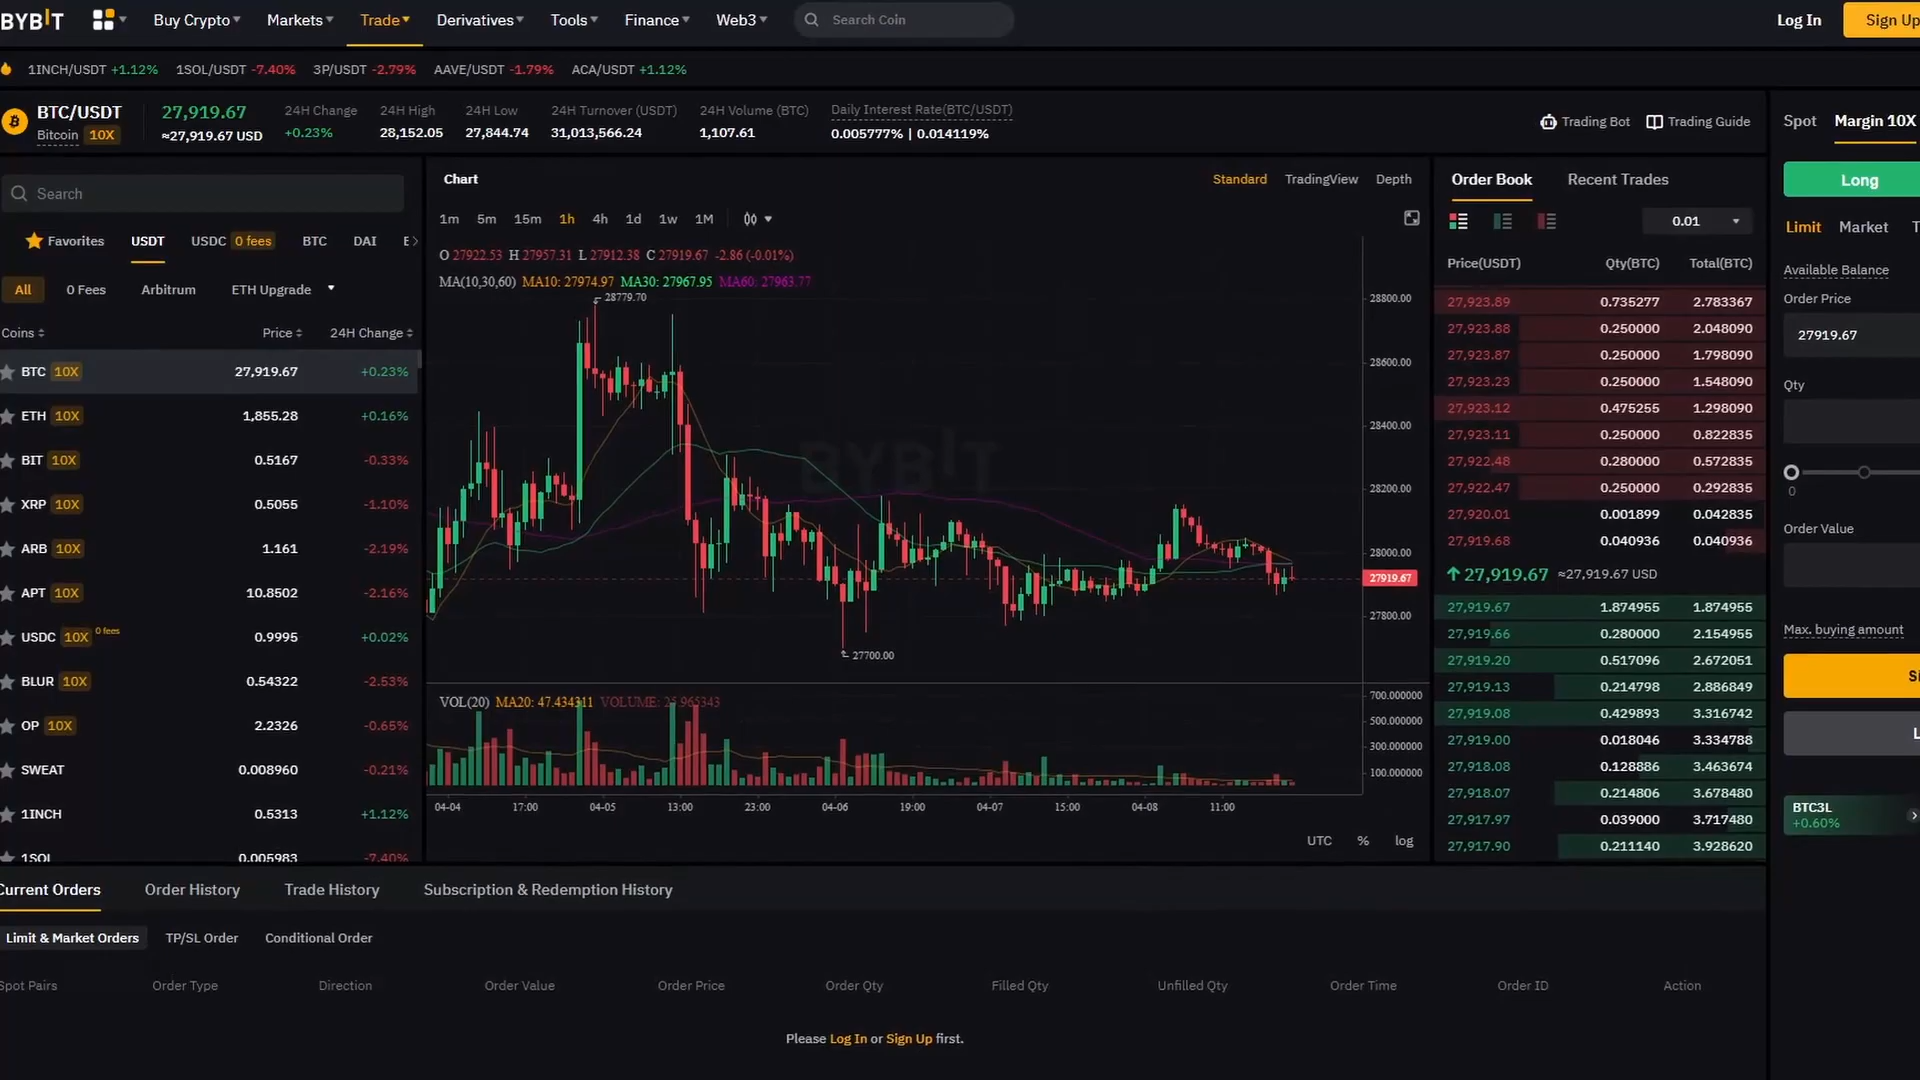 BYBIT Buy Crypto Markets Trade Derivatives Tools Finance Web3 Search Coin Log In Sign Up
1INCH/USDT +1.12% 1SOL/USDT -7.40% 3P/USDT -2.79% AAVE/USDT -1.79% ACA/USDT +1.12%
BTC/USDT 27,919.67 24H Change 24H High 24H Low 24H Turnover (USDT) 24H Volume (BTC) Daily Interest Rate(BTC/USDT)
Bitcoin 10X ≈27,919.67 USD +0.23% 28,152.05 27,844.74 31,013,566.24 1,107.61 0.005777% | 0.014119%
Trading Bot Trading Guide
Search
Favorites USDT USDC 0 fees BTC DAI E
All 0 Fees Arbitrum ETH Upgrade
Coins Price 24H Change
BTC 10X 27,919.67 +0.23%
ETH 10X 1,855.28 +0.16%
BIT 10X 0.5167 -0.33%
XRP 10X 0.5055 -1.10%
ARB 10X 1.161 -2.19%
APT 10X 10.8502 -2.16%
USDC 10X 0 fees 0.9995 +0.02%
BLUR 10X 0.54322 -2.53%
OP 10X 2.2326 -0.65%
SWEAT 0.008960 -0.21%
1INCH 0.5313 +1.12%
1SOL 0.005983 -7.40%
Chart Standard TradingView Depth
1m 5m 15m 1h 4h 1d 1w 1M
O 27922.53 H 27957.31 L 27912.38 C 27919.67 -2.86 (-0.01%)
MA(10,30,60) MA10: 27974.97 MA30: 27967.95 MA60: 27963.77
28779.70
BYBIT
27700.00
28800.00
28600.00
28400.00
28200.00
28000.00
27919.67
27800.00
VOL(20) MA20: 47.434311 VOLUME: 25.965343
700.000000
500.000000
300.000000
100.000000
04-04 17:00 04-05 13:00 23:00 04-06 19:00 04-07 15:00 04-08 11:00
UTC % log
Order Book Recent Trades
0.01
Price(USDT) Qty(BTC) Total(BTC)
27,923.89 0.735277 2.783367
27,923.88 0.250000 2.048090
27,923.87 0.250000 1.798090
27,923.23 0.250000 1.548090
27,923.12 0.475255 1.298090
27,923.11 0.250000 0.822835
27,922.48 0.280000 0.572835
27,922.47 0.250000 0.292835
27,920.01 0.001899 0.042835
27,919.68 0.040936 0.040936
27,919.67 ≈27,919.67 USD
27,919.67 1.874955 1.874955
27,919.66 0.280000 2.154955
27,919.20 0.517096 2.672051
27,919.13 0.214798 2.886849
27,919.08 0.429893 3.316742
27,919.00 0.018046 3.334788
27,918.08 0.128886 3.463674
27,918.07 0.214806 3.678480
27,917.97 0.039000 3.717480
27,917.90 0.211140 3.928620
Spot Margin 10X
Long
Limit Market T
Available Balance
Order Price
27919.67
Qty
0
Order Value
Max. buying amount
Si
L
BTC3L
+0.60%
Current Orders Order History Trade History Subscription & Redemption History
Limit & Market Orders TP/SL Order Conditional Order
Spot Pairs Order Type Direction Order Value Order Price Order Qty Filled Qty Unfilled Qty Order Time Order ID Action
Please Log In or Sign Up first.